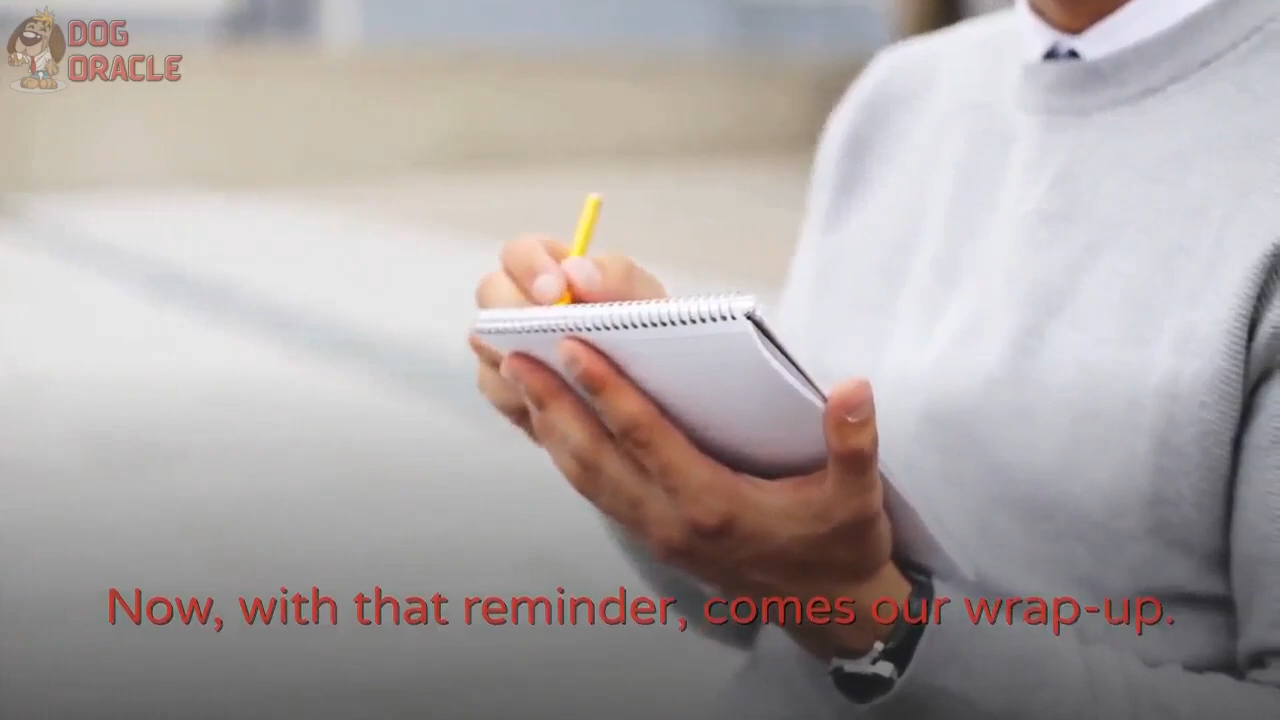 DOG
ORACLE
Now, with that reminder, comes our wrap-up.